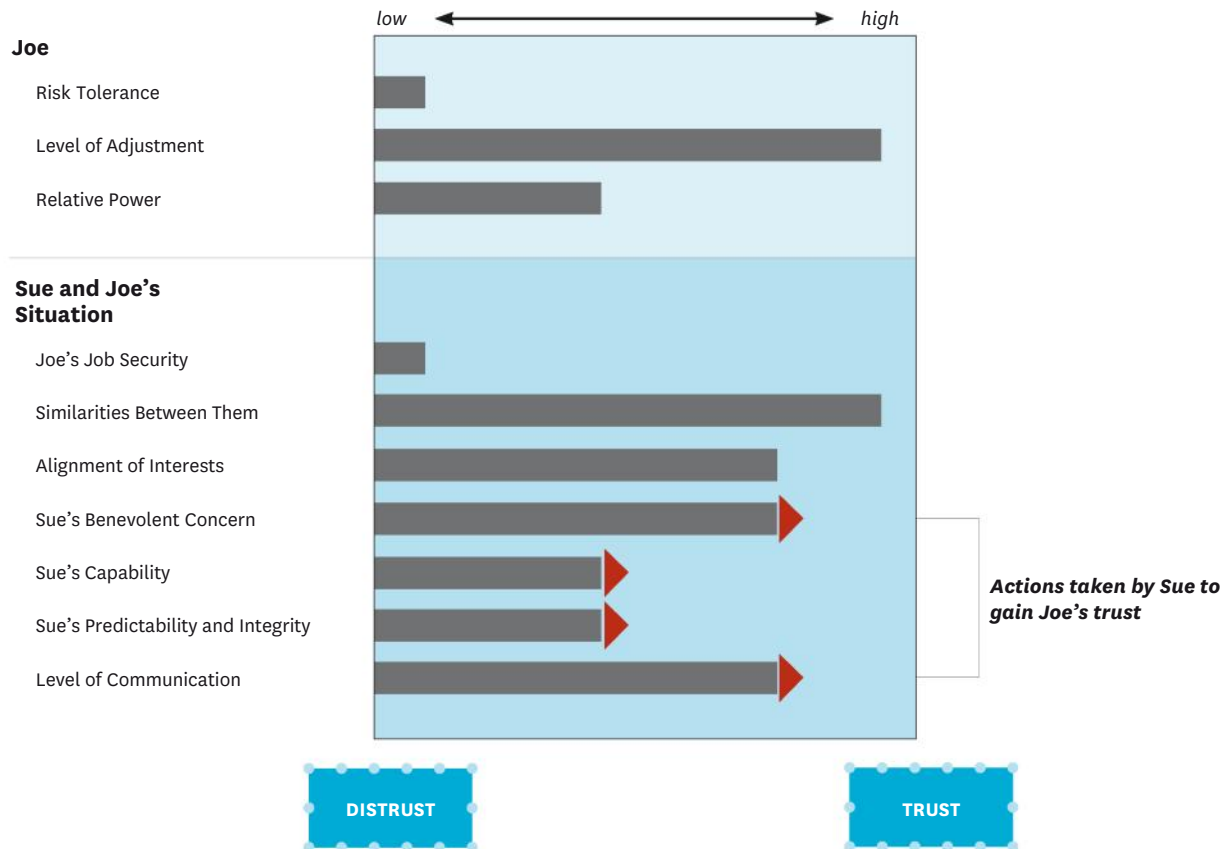 low high
Joe
Risk Tolerance
Level of Adjustment
Relative Power
Sue and Joe’s
Situation
Joe’s Job Security
Similarities Between Them
Alignment of Interests
Sue’s Benevolent Concern
Sue’s Capability
Sue’s Predictability and Integrity
Level of Communication
Actions taken by Sue to
gain Joe’s trust
DISTRUST
TRUST